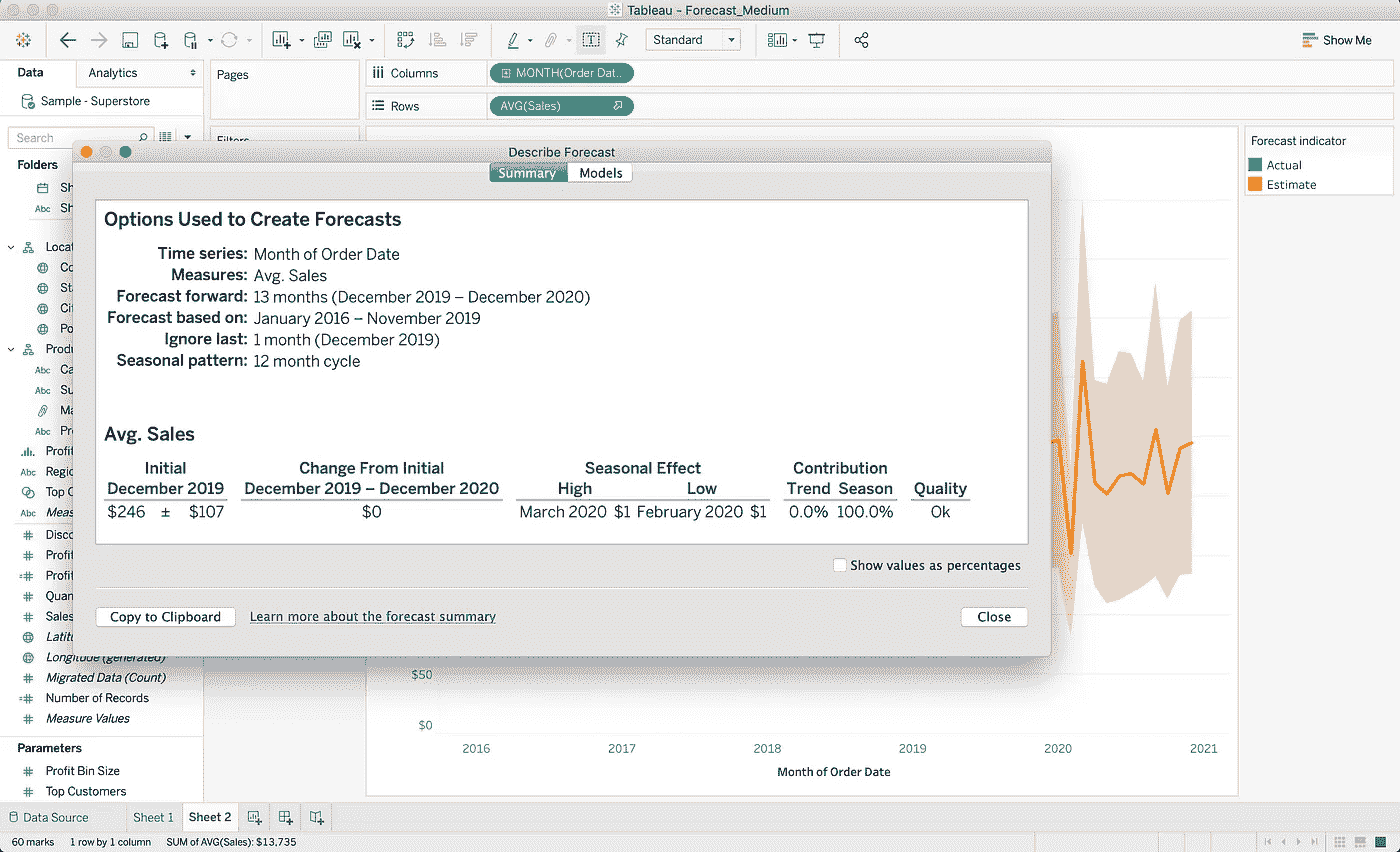 Tableau - Forecast_Medium
Standard
Show Me
Data
Analytics
Pages
Columns
MONTH(Order Dat..
Sample - Superstore
Rows
AVG(Sales)
Search
Filters
Forecast indicator
Actual
Estimate
Folders
Sh
Abc Sh
Locat
Co
Sta
Cit
Po
Produ
Abc Ca
Abc Su
Ma
Abc Pr
Profit
Abc Regio
Top C
Abc Meas
Disco
Profit
Profit
Quan
Sales
Latitu
Longitude (generated)
Migrated Data (Count)
Number of Records
Measure Values
Parameters
Profit Bin Size
Top Customers
Describe Forecast
Summary Models
Options Used to Create Forecasts
Time series: Month of Order Date
Measures: Avg. Sales
Forecast forward: 13 months (December 2019 – December 2020)
Forecast based on: January 2016 – November 2019
Ignore last: 1 month (December 2019)
Seasonal pattern: 12 month cycle
Avg. Sales
Initial Change From Initial Seasonal Effect Contribution
December 2019 December 2019 – December 2020 High Low Trend Season Quality
$246 ± $107 $0 March 2020 $1 February 2020 $1 0.0% 100.0% Ok
Show values as percentages
Copy to Clipboard Learn more about the forecast summary Close
$50
$0
2016 2017 2018 2019 2020 2021
Month of Order Date
Data Source Sheet 1 Sheet 2
60 marks 1 row by 1 column SUM of AVG(Sales): $13,735